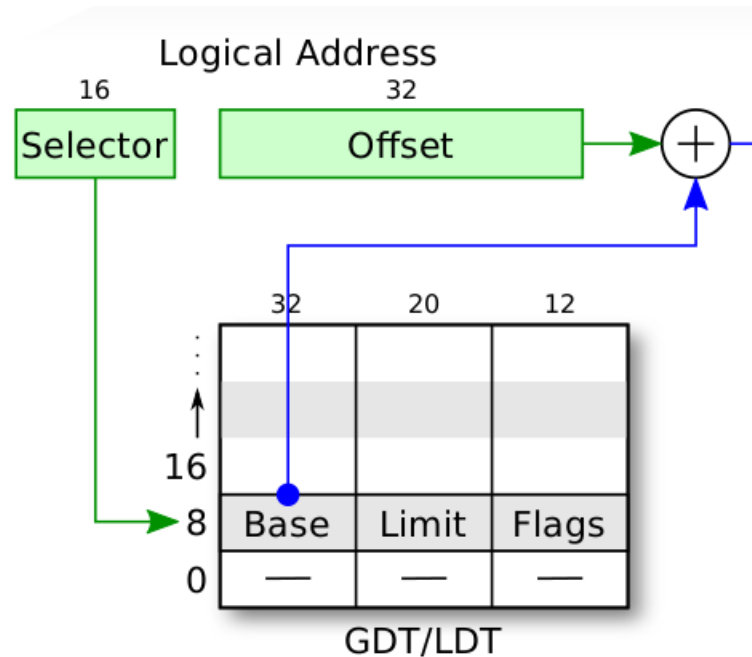 Logical Address
16 32
Selector Offset
32 20 12
16
8 Base Limit Flags
0 — — —
GDT/LDT